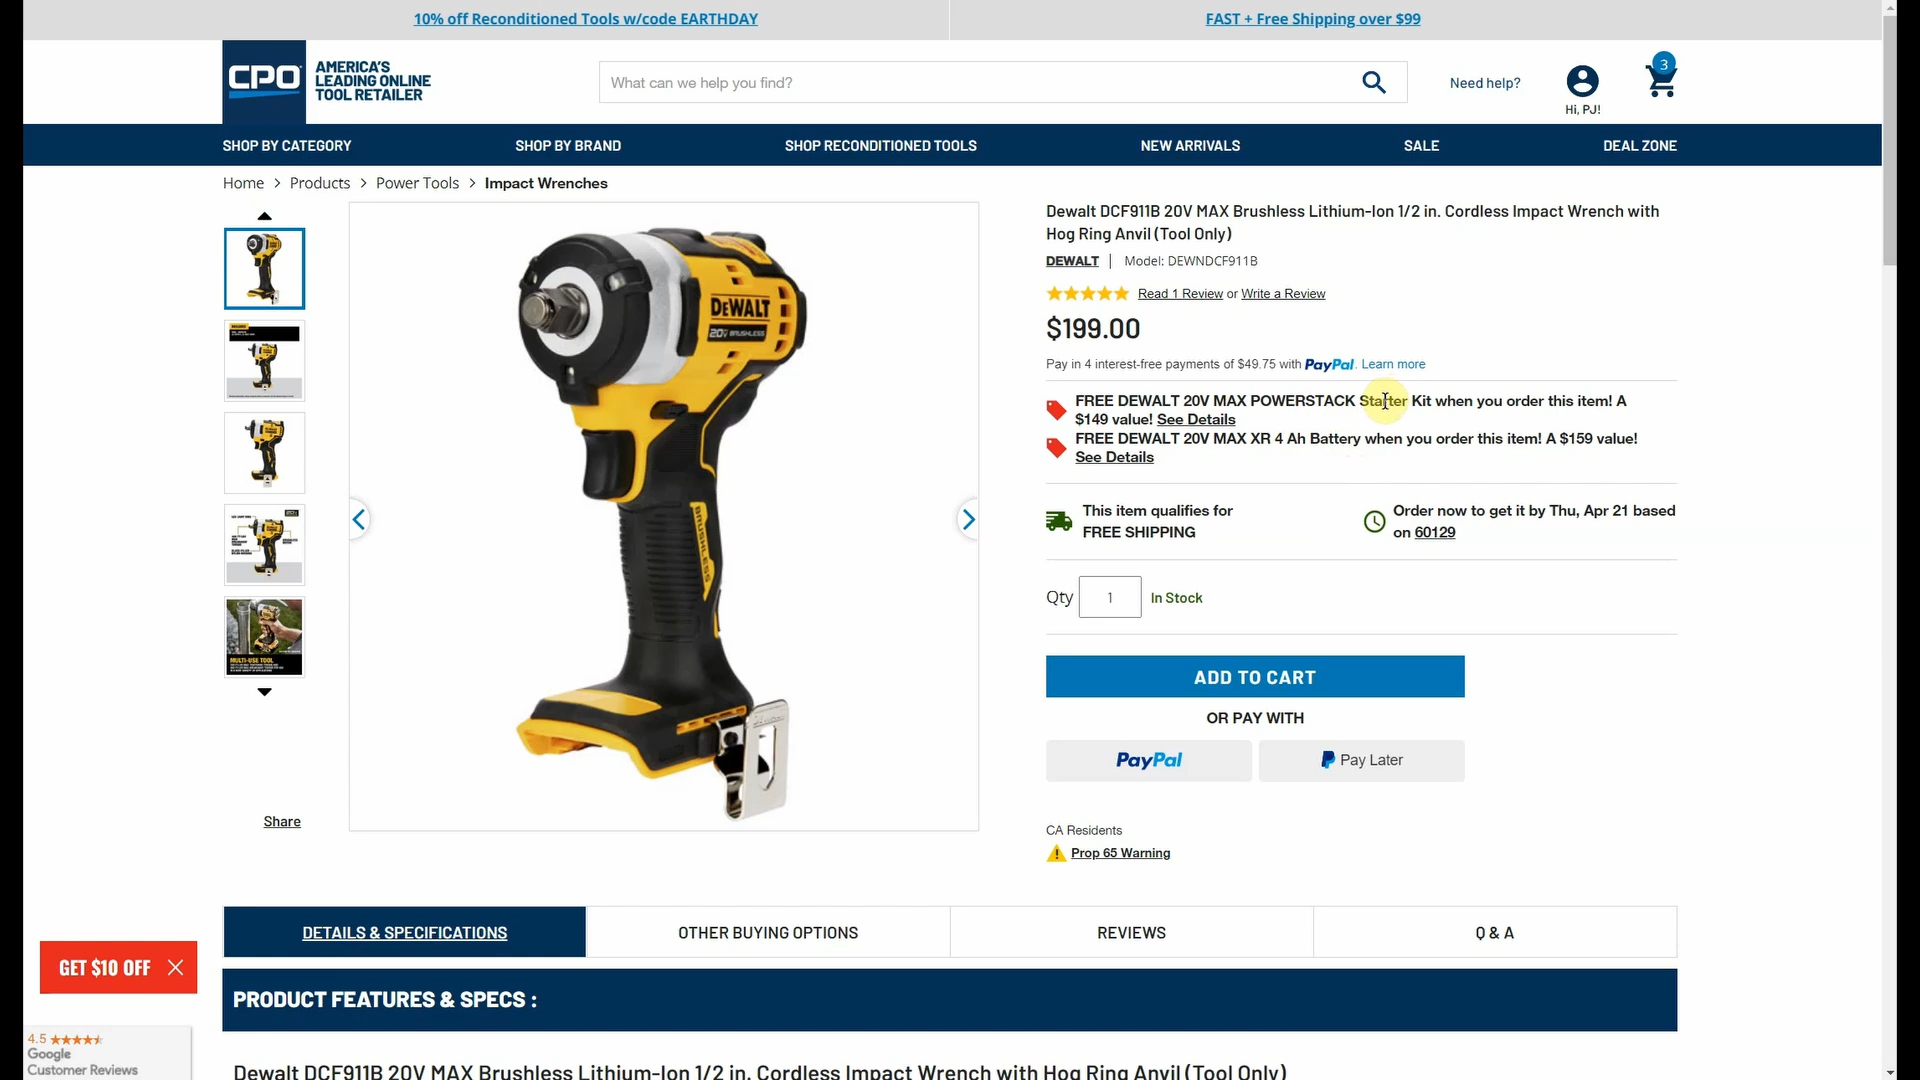 10% off Reconditioned Tools w/code EARTHDAY
FAST + Free Shipping over $99
CPO
AMERICA'S
LEADING ONLINE
TOOL RETAILER
What can we help you find?
Need help?
Hi, PJ!
3
SHOP BY CATEGORY
SHOP BY BRAND
SHOP RECONDITIONED TOOLS
NEW ARRIVALS
SALE
DEAL ZONE
Home > Products > Power Tools > Impact Wrenches
DEWALT
20V BRUSHLESS
BRUSHLESS
MULTI-USE TOOL
Share
Dewalt DCF911B 20V MAX Brushless Lithium-Ion 1/2 in. Cordless Impact Wrench with
Hog Ring Anvil (Tool Only)
DEWALT | Model: DEWNDCF911B
Read 1 Review or Write a Review
$199.00
Pay in 4 interest-free payments of $49.75 with PayPal. Learn more
FREE DEWALT 20V MAX POWERSTACK Starter Kit when you order this item! A
$149 value! See Details
FREE DEWALT 20V MAX XR 4 Ah Battery when you order this item! A $159 value!
See Details
This item qualifies for
FREE SHIPPING
Order now to get it by Thu, Apr 21 based
on 60129
Qty 1 In Stock
ADD TO CART
OR PAY WITH
PayPal
Pay Later
CA Residents
Prop 65 Warning
DETAILS & SPECIFICATIONS
OTHER BUYING OPTIONS
REVIEWS
Q & A
GET $10 OFF
PRODUCT FEATURES & SPECS :
4.5
Google
Customer Reviews
Dewalt DCF911B 20V MAX Brushless Lithium-Ion 1/2 in. Cordless Impact Wrench with Hog Ring Anvil (Tool Only)